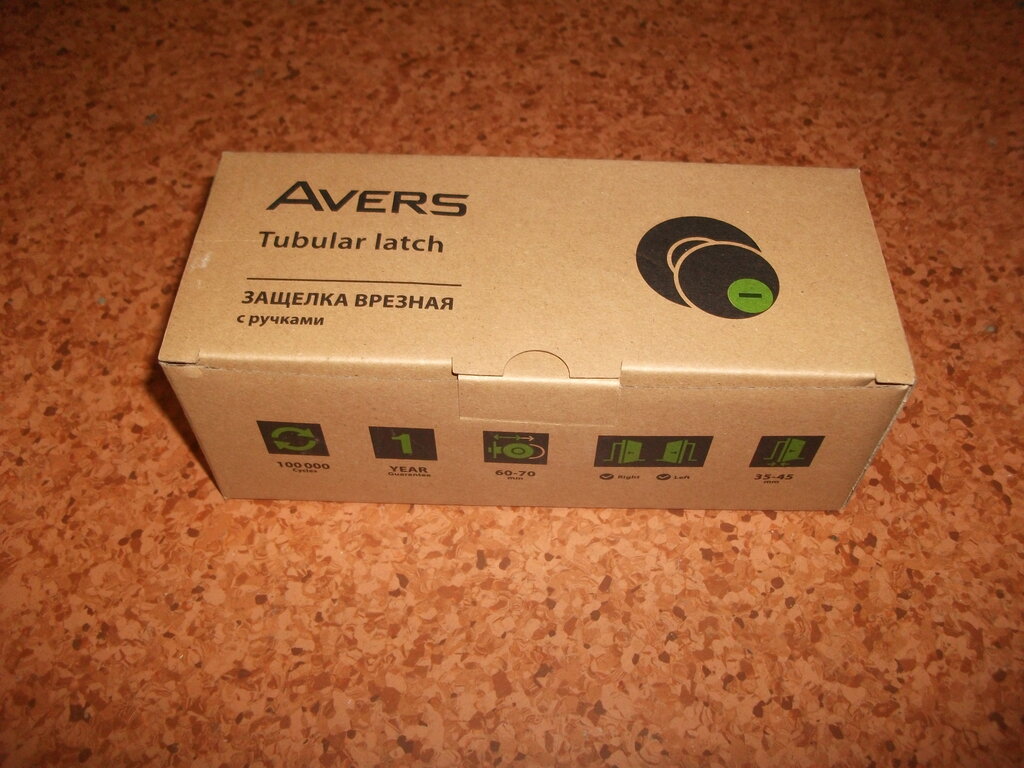 AVERS
Tubular latch
ЗАЩЕЛКА ВРЕЗНАЯ
с ручками
100 000
Cycles
1
YEAR
Guarantee
60-70
mm
Right Left
35-45
mm